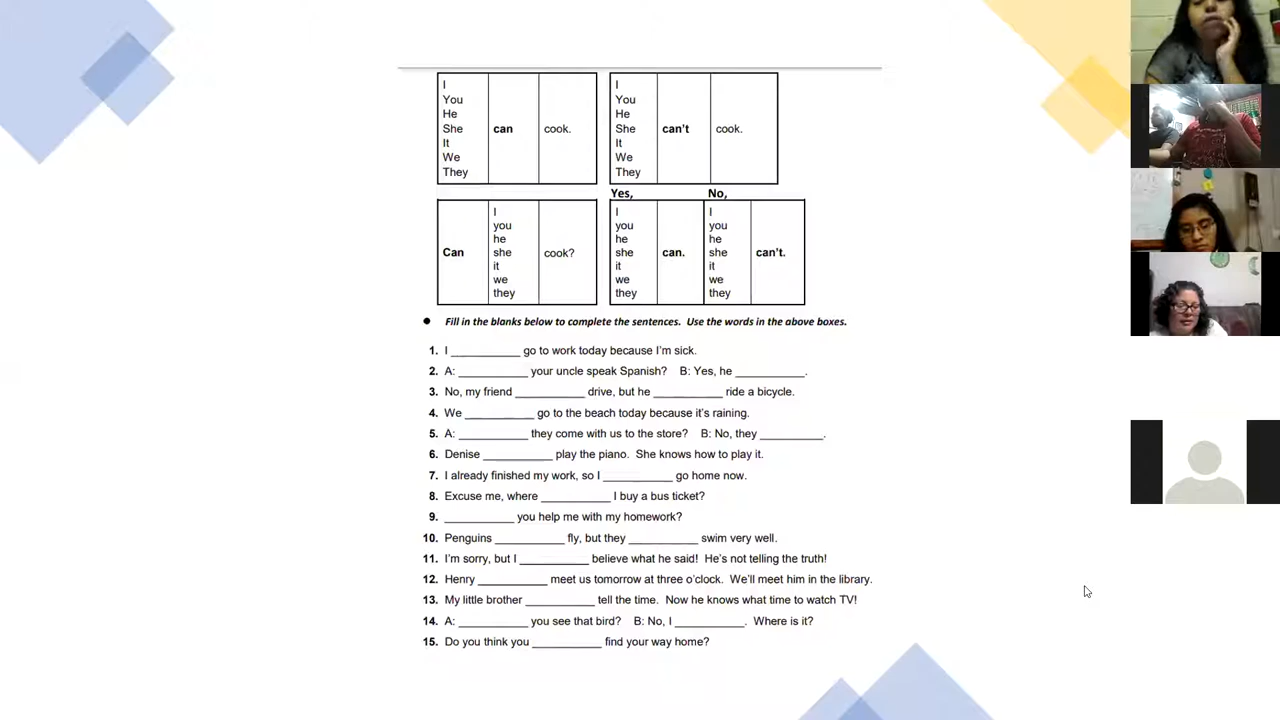 I
You
He
She
It
We
They
can
cook.
I
You
He
She
It
We
They
can't
cook.
Yes,
No,
Can
I
you
he
she
it
we
they
cook?
I
you
he
she
it
we
they
can.
I
you
he
she
it
we
they
can't.
● Fill in the blanks below to complete the sentences. Use the words in the above boxes.
1. I ___________ go to work today because I'm sick.
2. A: ___________ your uncle speak Spanish? B: Yes, he ___________.
3. No, my friend ___________ drive, but he ___________ ride a bicycle.
4. We ___________ go to the beach today because it's raining.
5. A: ___________ they come with us to the store? B: No, they __________.
6. Denise ___________ play the piano. She knows how to play it.
7. I already finished my work, so I ___________ go home now.
8. Excuse me, where ___________ I buy a bus ticket?
9. ___________ you help me with my homework?
10. Penguins ___________ fly, but they ___________ swim very well.
11. I'm sorry, but I ___________ believe what he said! He's not telling the truth!
12. Henry ___________ meet us tomorrow at three o'clock. We'll meet him in the library.
13. My little brother ___________ tell the time. Now he knows what time to watch TV!
14. A: ___________ you see that bird? B: No, I ___________. Where is it?
15. Do you think you ___________ find your way home?